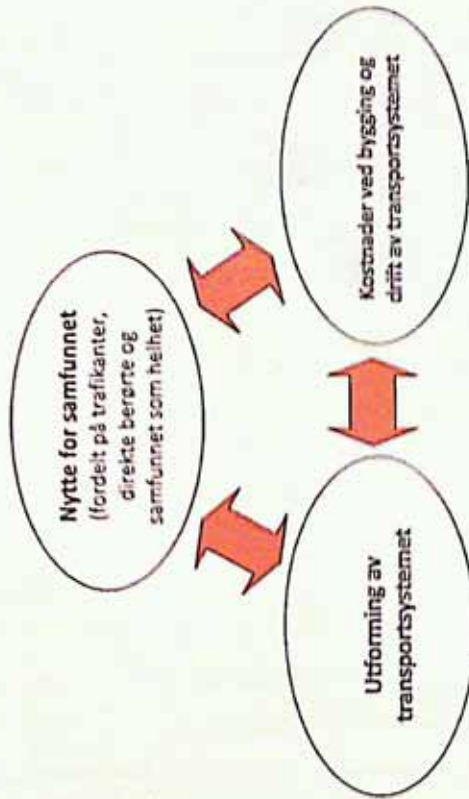 Nytte for samfunnet
(fordelt på trafikanter,
direkte berørte og
samfunnet som helhet)
Utforming av
transportsystemet
Kostnader ved bygging og
drift av transportsystemet